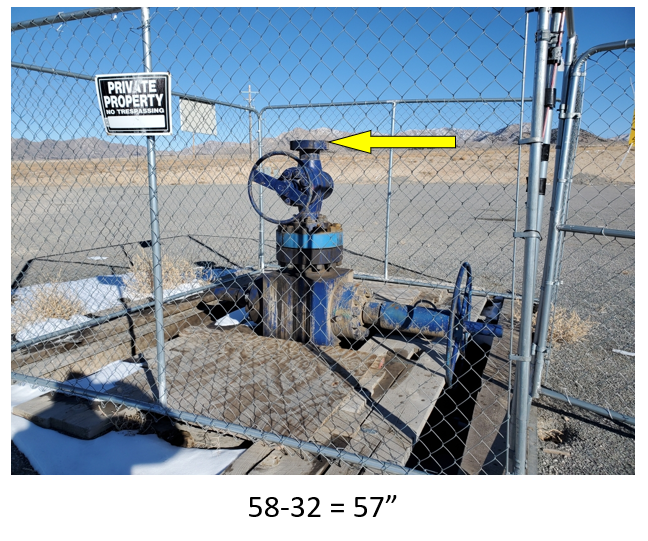 PRIVATE
PROPERTY
NO TRESPASSING
58-32 = 57”